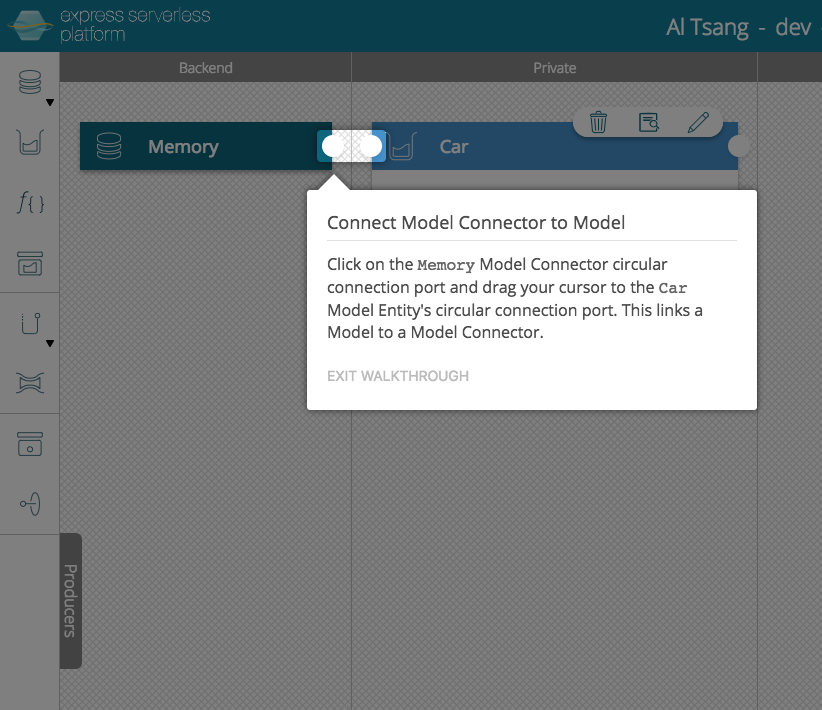 express serverless
platform
Al Tsang - dev
Backend
Private
Memory
Car
Connect Model Connector to Model
Click on the Memory Model Connector circular
connection port and drag your cursor to the Car
Model Entity's circular connection port. This links a
Model to a Model Connector.
EXIT WALKTHROUGH
f{}
Producers